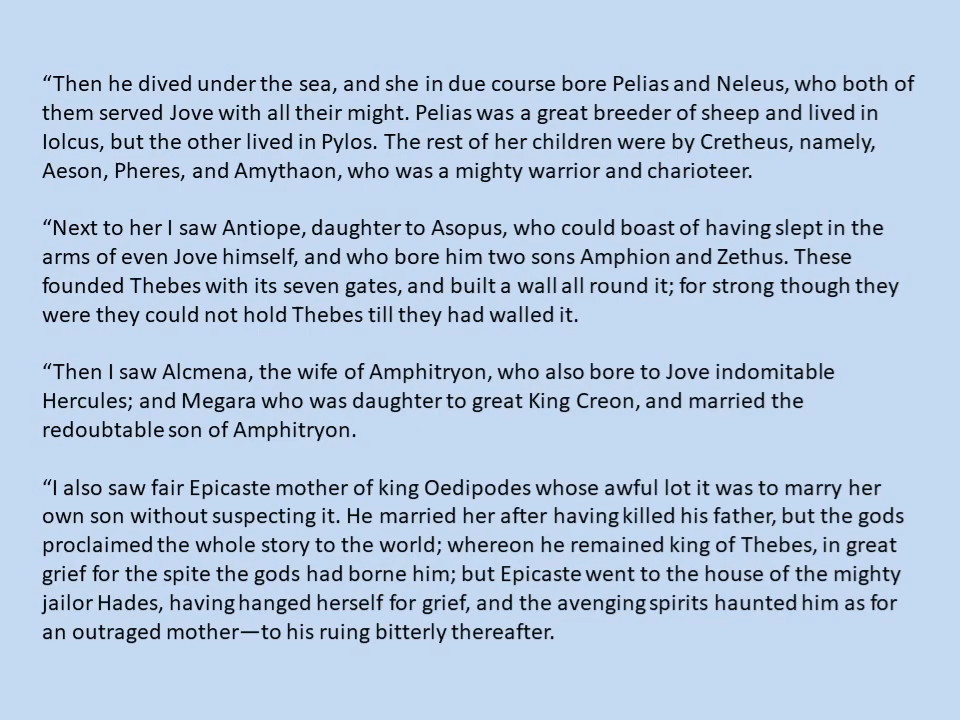 “Then he dived under the sea, and she in due course bore Pelias and Neleus, who both of
them served Jove with all their might. Pelias was a great breeder of sheep and lived in
Iolcus, but the other lived in Pylos. The rest of her children were by Cretheus, namely,
Aeson, Pheres, and Amythaon, who was a mighty warrior and charioteer.
“Next to her I saw Antiope, daughter to Asopus, who could boast of having slept in the
arms of even Jove himself, and who bore him two sons Amphion and Zethus. These
founded Thebes with its seven gates, and built a wall all round it; for strong though they
were they could not hold Thebes till they had walled it.
“Then I saw Alcmena, the wife of Amphitryon, who also bore to Jove indomitable
Hercules; and Megara who was daughter to great King Creon, and married the
redoubtable son of Amphitryon.
“I also saw fair Epicaste mother of king Oedipodes whose awful lot it was to marry her
own son without suspecting it. He married her after having killed his father, but the gods
proclaimed the whole story to the world; whereon he remained king of Thebes, in great
grief for the spite the gods had borne him; but Epicaste went to the house of the mighty
jailor Hades, having hanged herself for grief, and the avenging spirits haunted him as for
an outraged mother—to his ruing bitterly thereafter.